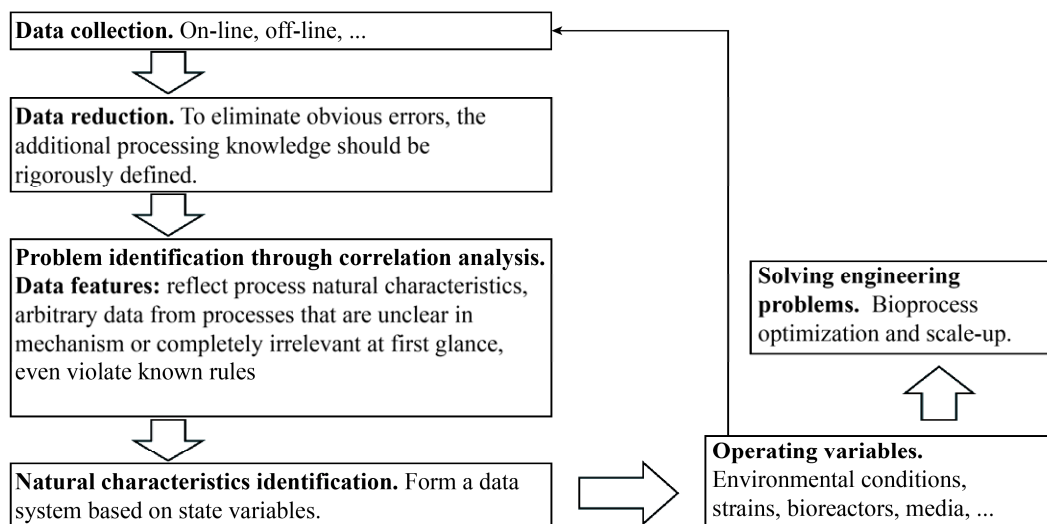 Data collection. On-line, off-line, ...
Data reduction. To eliminate obvious errors, the
additional processing knowledge should be
rigorously defined.
Problem identification through correlation analysis.
Data features: reflect process natural characteristics,
arbitrary data from processes that are unclear in
mechanism or completely irrelevant at first glance,
even violate known rules
Natural characteristics identification. Form a data
system based on state variables.
Operating variables.
Environmental conditions,
strains, bioreactors, media, ...
Solving engineering
problems. Bioprocess
optimization and scale-up.